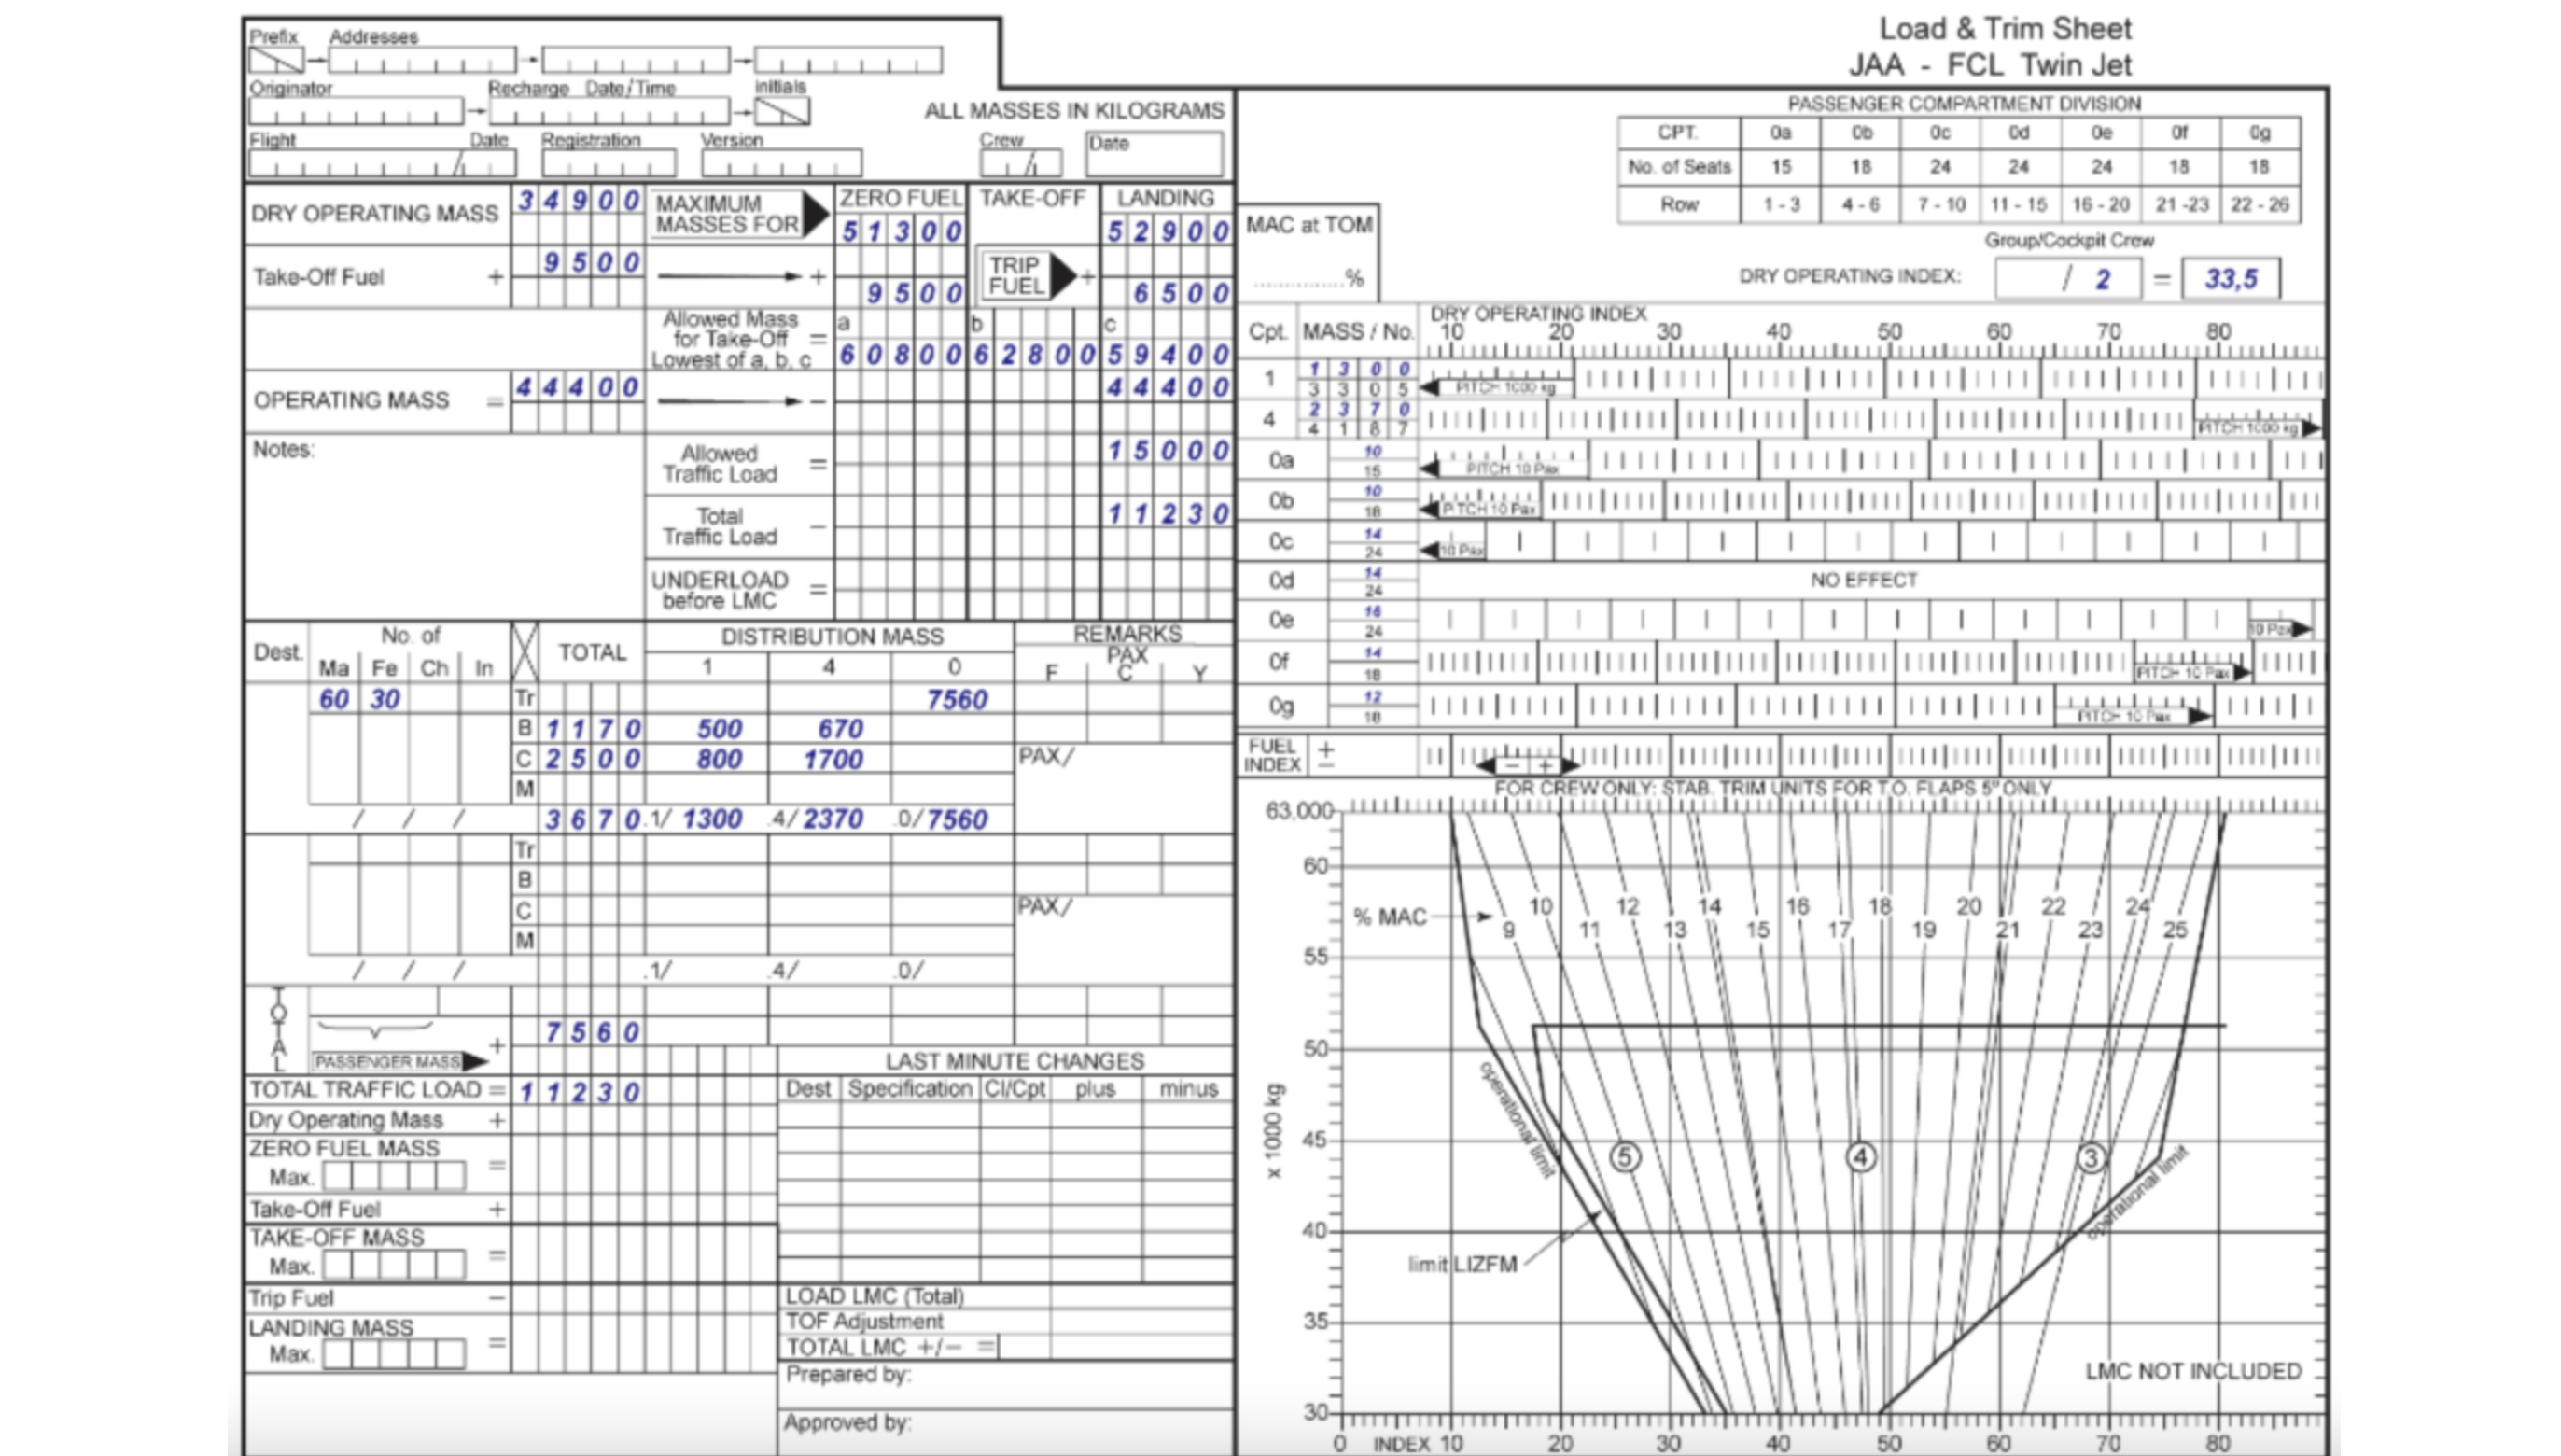 Load & Trim Sheet
JAA - FCL Twin Jet
Prefix Addresses
Originator Recharge Date/Time Initials
ALL MASSES IN KILOGRAMS
Flight Date Registration Version Crew Date
DRY OPERATING MASS 34900 MAXIMUM MASSES FOR ZERO FUEL TAKE-OFF LANDING
51300 52900
Take-Off Fuel + 9500 + 9500 TRIP FUEL + 6500
Allowed Mass for Take-Off Lowest of a, b, c = a 60800 b 62800 c 59400
OPERATING MASS = 44400 - 44400
Notes:
Allowed Traffic Load = 15000
Total Traffic Load - 11230
UNDERLOAD before LMC =
Dest. No. of TOTAL DISTRIBUTION MASS REMARKS
Ma Fe Ch In 1 4 0 PAX
F C Y
60 30 Tr 7560
B 1170 500 670
C 2500 800 1700 PAX/
M
/ / / 3670 .1/ 1300 .4/ 2370 .0/ 7560
Tr
B
C PAX/
M
/ / / .1/ .4/ .0/
TOTAL
PASSENGER MASS + 7560
TOTAL TRAFFIC LOAD = 11230
Dry Operating Mass +
ZERO FUEL MASS
Max. =
Take-Off Fuel +
TAKE-OFF MASS
Max. =
Trip Fuel -
LANDING MASS
Max. =
LAST MINUTE CHANGES
Dest Specification Cl/Cpt plus minus
LOAD LMC (Total)
TOF Adjustment
TOTAL LMC +/- =
Prepared by:
Approved by:
PASSENGER COMPARTMENT DIVISION
CPT. 0a 0b 0c 0d 0e 0f 0g
No. of Seats 15 18 24 24 24 18 18
Row 1 - 3 4 - 6 7 - 10 11 - 15 16 - 20 21 -23 22 - 26
Group/Cockpit Crew
DRY OPERATING INDEX: / 2 = 33,5
MAC at TOM
%
Cpt. MASS / No. DRY OPERATING INDEX
10 20 30 40 50 60 70 80
1 1300 3305 PITCH 1000 kg
4 2370 4187 PITCH 1000 kg
0a 10 15 PITCH 10 Pax
0b 10 18 PITCH 10 Pax
0c 14 24 10 Pax
0d 14 24 NO EFFECT
0e 16 24 10 Pax
0f 14 18 PITCH 10 Pax
0g 12 18 PITCH 10 Pax
FUEL INDEX + - - +
FOR CREW ONLY: STAB. TRIM UNITS FOR T.O. FLAPS 5° ONLY
63,000
60
% MAC 10 12 14 16 18 20 22 24
9 11 13 15 17 19 21 23 25
55
50
operational limit
45
5 4 3
operational limit
x 1000 kg
40
limit LIZFM
35
LMC NOT INCLUDED
30
0 INDEX 10 20 30 40 50 60 70 80